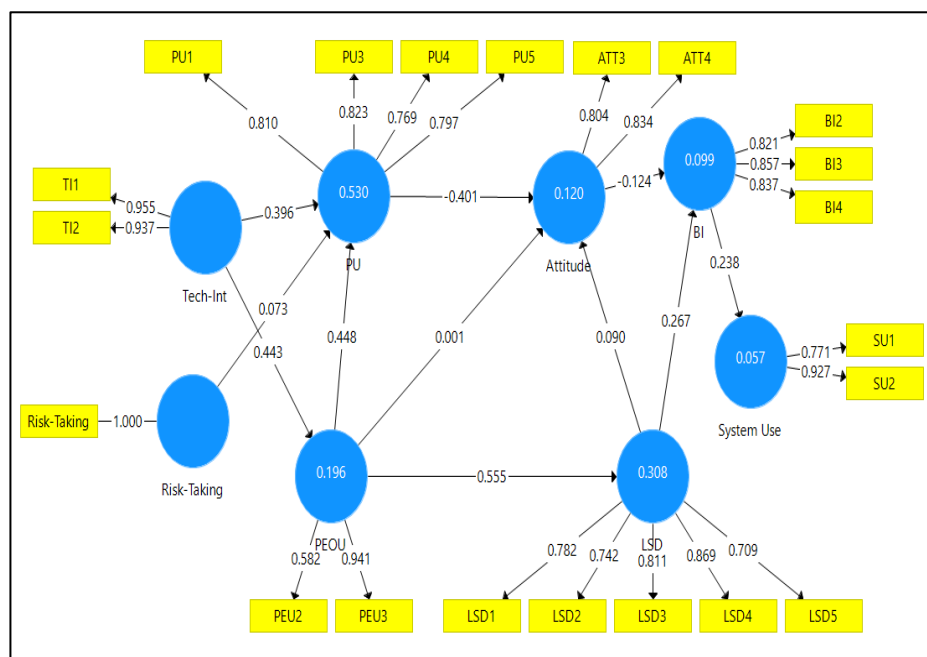 PU1
PU3
PU4
PU5
ATT3
ATT4
0.810
0.823
0.769
0.797
0.804
0.834
BI2
BI3
BI4
0.821
0.857
0.837
TI1
TI2
0.955
0.937
0.396
0.530
PU
-0.401
0.120
Attitude
-0.124
0.099
BI
Tech-Int
0.073
0.443
0.448
0.001
0.090
0.267
0.238
0.057
System Use
0.771
0.927
SU1
SU2
Risk-Taking
1.000
Risk-Taking
0.196
PEOU
0.555
0.308
LSD
0.582
0.941
0.782
0.742
0.811
0.869
0.709
PEU2
PEU3
LSD1
LSD2
LSD3
LSD4
LSD5